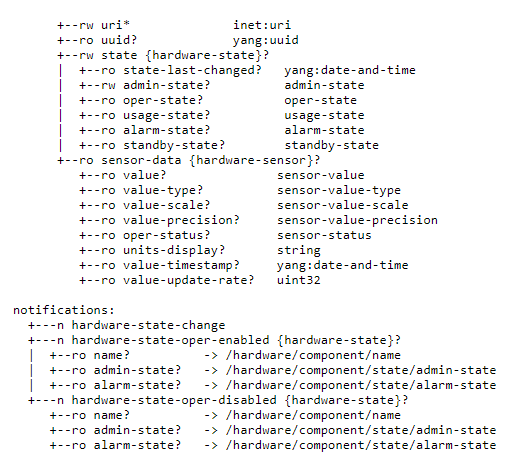 +--rw uri*               inet:uri
+--ro uuid?              yang:uuid
+--rw state {hardware-state}?
|  +--ro state-last-changed?   yang:date-and-time
|  +--rw admin-state?          admin-state
|  +--ro oper-state?           oper-state
|  +--ro usage-state?          usage-state
|  +--ro alarm-state?          alarm-state
|  +--ro standby-state?        standby-state
+--ro sensor-data {hardware-sensor}?
   +--ro value?               sensor-value
   +--ro value-type?          sensor-value-type
   +--ro value-scale?         sensor-value-scale
   +--ro value-precision?     sensor-value-precision
   +--ro oper-status?         sensor-status
   +--ro units-display?       string
   +--ro value-timestamp?     yang:date-and-time
   +--ro value-update-rate?   uint32
notifications:
  +---n hardware-state-change
  +---n hardware-state-oper-enabled {hardware-state}?
  |  +--ro name?          -> /hardware/component/name
  |  +--ro admin-state?   -> /hardware/component/state/admin-state
  |  +--ro alarm-state?   -> /hardware/component/state/alarm-state
  +---n hardware-state-oper-disabled {hardware-state}?
     +--ro name?          -> /hardware/component/name
     +--ro admin-state?   -> /hardware/component/state/admin-state
     +--ro alarm-state?   -> /hardware/component/state/alarm-state